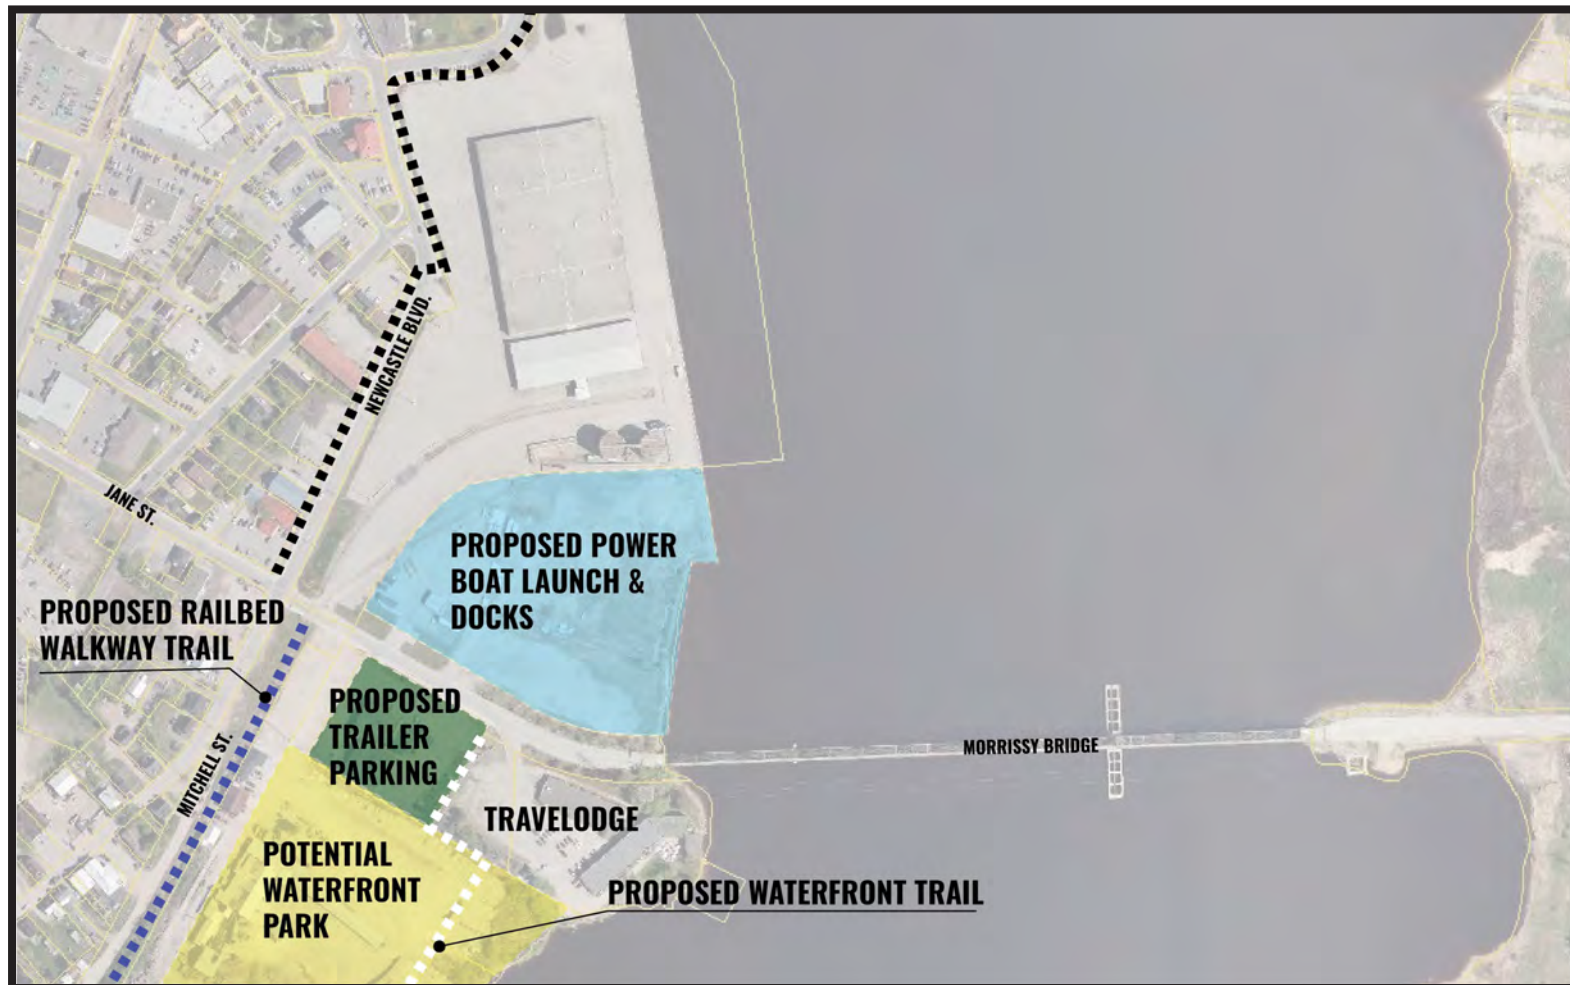 NEWCASTLE BLVD.
JANE ST.
PROPOSED POWER
BOAT LAUNCH &
DOCKS
PROPOSED RAILBED
WALKWAY TRAIL
PROPOSED
TRAILER
PARKING
MITCHELL ST.
MORRISSY BRIDGE
TRAVELODGE
POTENTIAL
WATERFRONT
PARK
PROPOSED WATERFRONT TRAIL